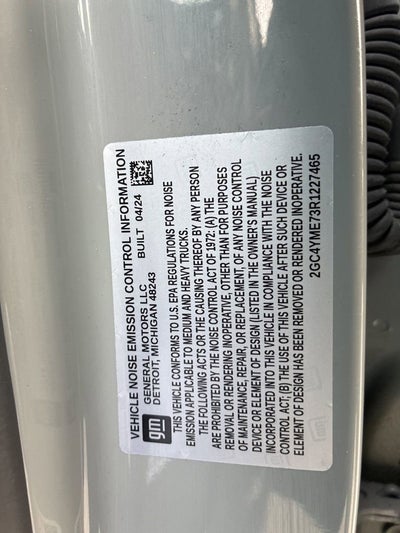 VEHICLE NOISE EMISSION CONTROL INFORMATION
gm
GENERAL MOTORS LLC
DETROIT, MICHIGAN 48243
BUILT 04/24
THIS VEHICLE CONFORMS TO U.S. EPA REGULATIONS FOR NOISE
EMISSION APPLICABLE TO MEDIUM AND HEAVY TRUCKS.
THE FOLLOWING ACTS OR THE CAUSING THEREOF BY ANY PERSON
ARE PROHIBITED BY THE NOISE CONTROL ACT OF 1972: (A) THE
REMOVAL OR RENDERING INOPERATIVE, OTHER THAN FOR PURPOSES
OF MAINTENANCE, REPAIR, OR REPLACEMENT, OF ANY NOISE CONTROL
DEVICE OR ELEMENT OF DESIGN (LISTED IN THE OWNER'S MANUAL)
INCORPORATED INTO THIS VEHICLE IN COMPLIANCE WITH THE NOISE
CONTROL ACT; (B) THE USE OF THIS VEHICLE AFTER SUCH DEVICE OR
ELEMENT OF DESIGN HAS BEEN REMOVED OR RENDERED INOPERATIVE.
2GC4YME73R1227465